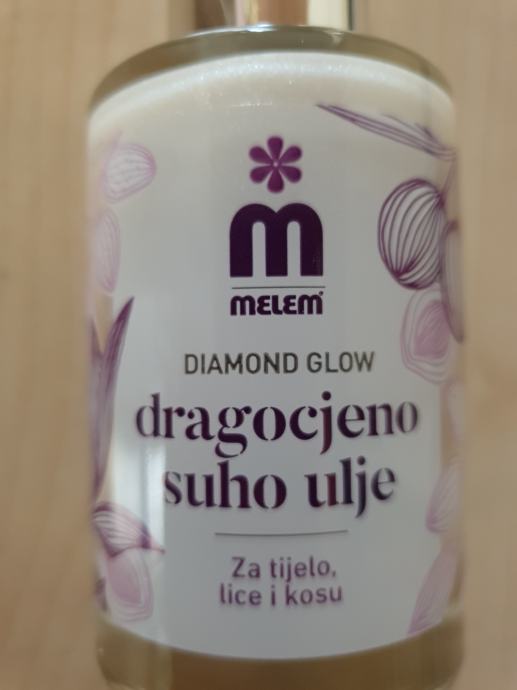 m
MELEM®
DIAMOND GLOW
dragocjeno
suho ulje
Za tijelo,
lice i kosu